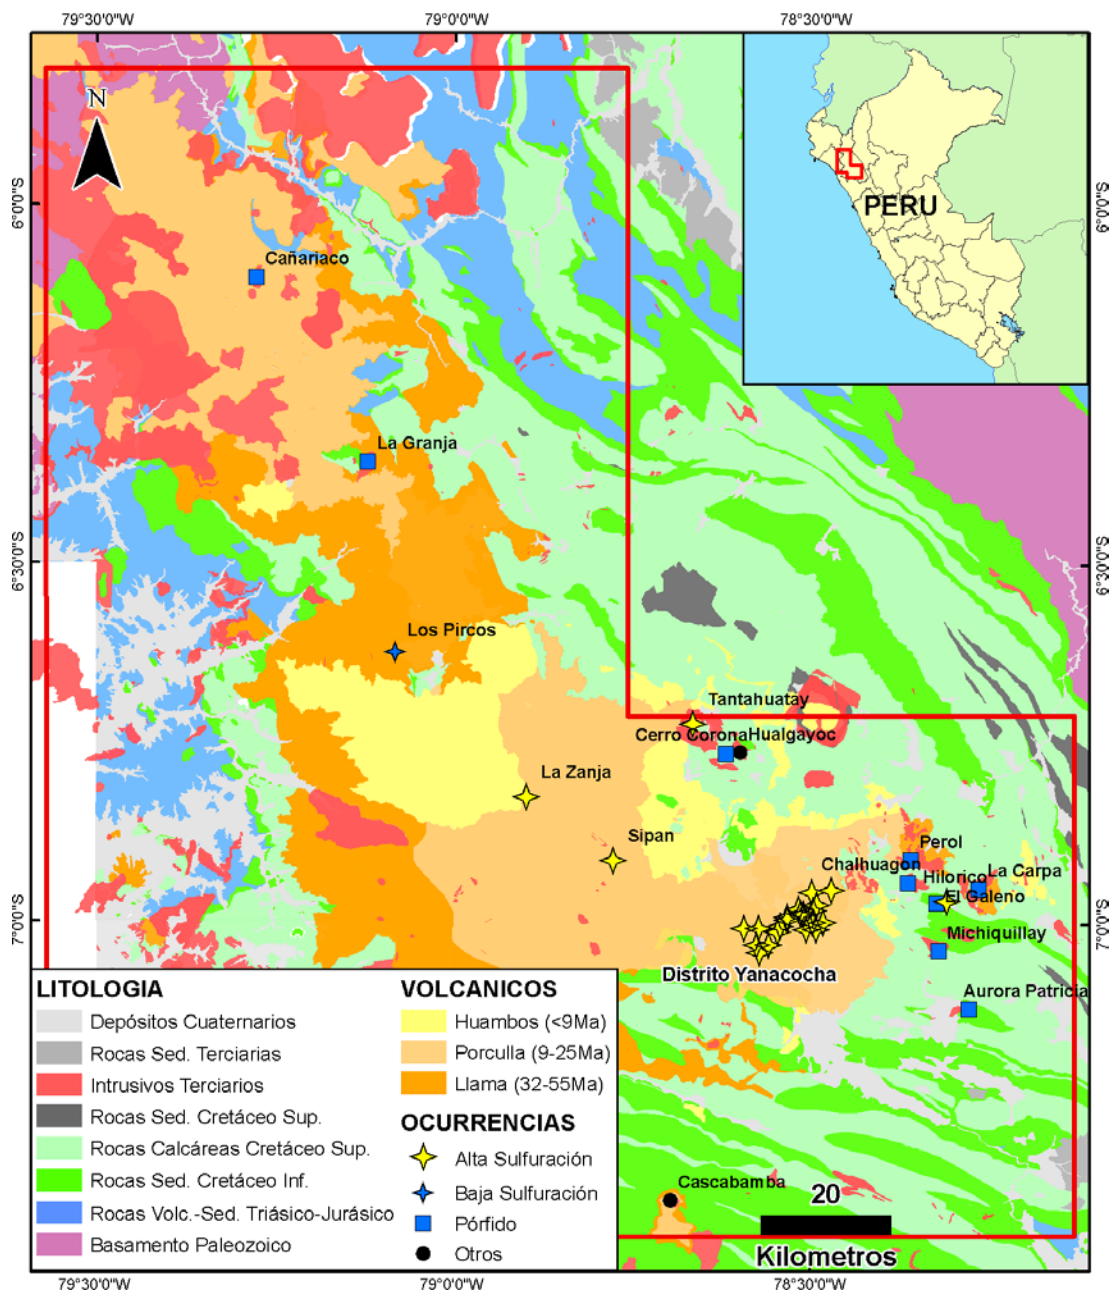 79°30'0"W
79°0'0"W
78°30'0"W
N
PERU
6°0'0"S
6°0'0"S
Cañariaco
La Granja
6°30'0"S
6°30'0"S
Los Pircos
Tantahuatay
Cerro Corona
Hualgayoc
La Zanja
Sipan
Perol
Chalhuagon
Hilorico
La Carpa
El Galeno
7°0'0"S
7°0'0"S
Michiquillay
Distrito Yanacocha
Aurora Patricia
LITOLOGIA
Depósitos Cuaternarios
Rocas Sed. Terciarias
Intrusivos Terciarios
Rocas Sed. Cretáceo Sup.
Rocas Calcáreas Cretáceo Sup.
Rocas Sed. Cretáceo Inf.
Rocas Volc.-Sed. Triásico-Jurásico
Basamento Paleozoico
VOLCANICOS
Huambos (<9Ma)
Porculla (9-25Ma)
Llama (32-55Ma)
OCURRENCIAS
Alta Sulfuración
Baja Sulfuración
Pórfido
Otros
Cascabamba
20
Kilometros
79°30'0"W
79°0'0"W
78°30'0"W